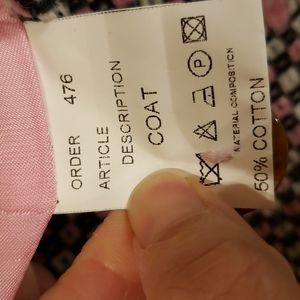 ORDER 476
ARTICLE
DESCRIPTION
COAT
MATERIAL COMPOSITION
50% COTTON